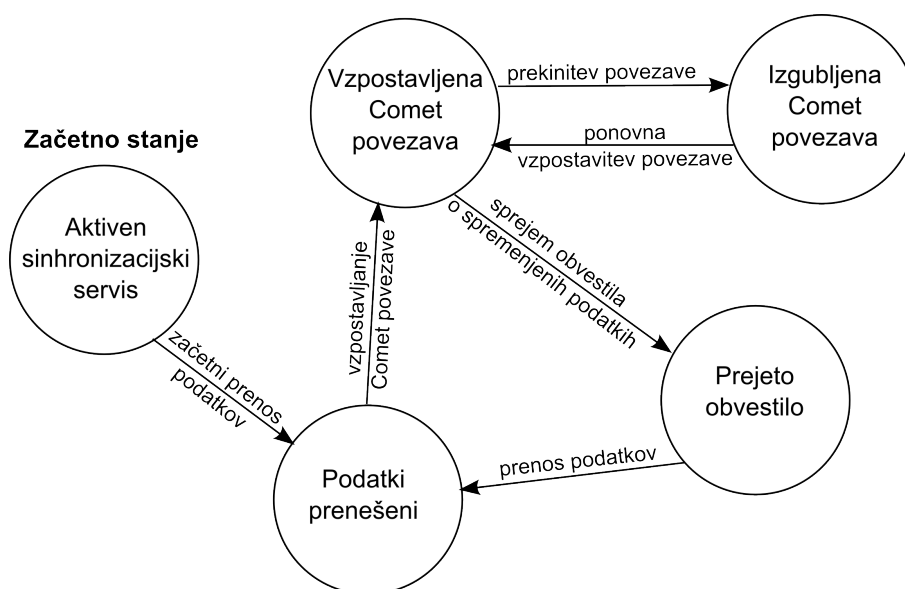 Začetno stanje
Aktiven
sinhronizacijski
servis
začetni prenos
podatkov
Podatki
prenešeni
vzpostavljanje
Comet povezave
Vzpostavljena
Comet
povezava
prekinitev povezave
ponovna
vzpostavitev povezave
Izgubljena
Comet
povezava
sprejem obvestila
o spremenjenih podatkih
Prejeto
obvestilo
prenos podatkov